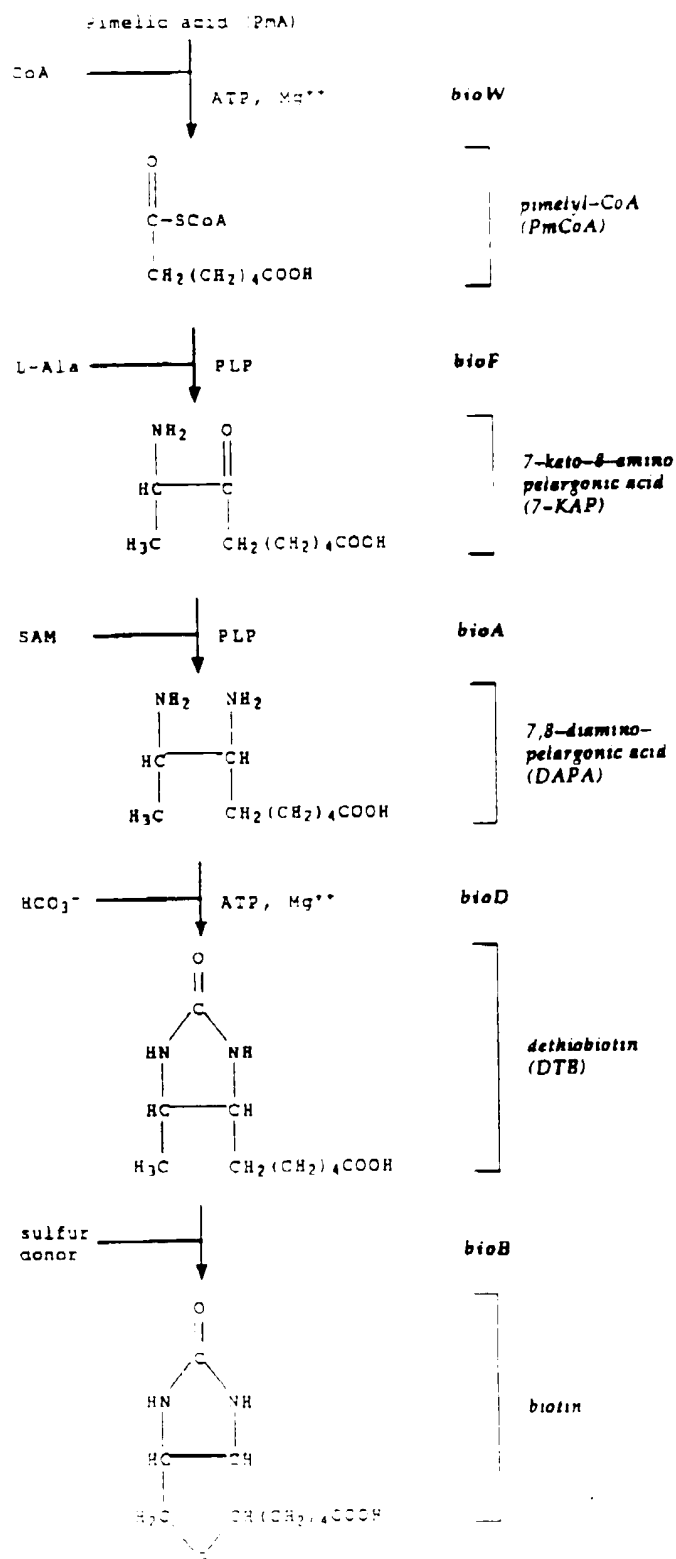 Pimelic acid (PmA)
CoA
ATP, Mg++
bioW
O
C-SCoA
CH2(CH2)4COOH
pimelyl-CoA
(PmCoA)
L-Ala
PLP
bioF
NH2 O
HC C
H3C CH2(CH2)4COOH
7-keto-8-amino
pelargonic acid
(7-KAP)
SAM
PLP
bioA
NH2 NH2
HC CH
H3C CH2(CH2)4COOH
7,8-diamino-
pelargonic acid
(DAPA)
HCO3-
ATP, Mg++
bioD
O
C
HN NH
HC CH
H3C CH2(CH2)4COOH
dethiobiotin
(DTB)
sulfur
donor
bioB
O
C
HN NH
HC CH
H2C CH(CH2)4COOH
biotin